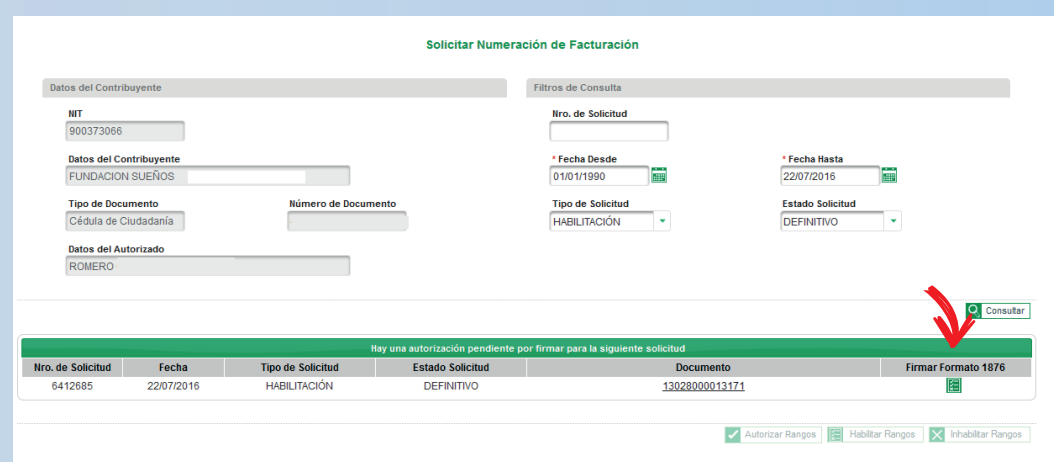 Solicitar Numeración de Facturación
Datos del Contribuyente
NIT
900373066
Datos del Contribuyente
FUNDACION SUEÑOS
Tipo de Documento Número de Documento
Cédula de Ciudadanía
Datos del Autorizado
ROMERO
Filtros de Consulta
Nro. de Solicitud
* Fecha Desde * Fecha Hasta
01/01/1990 22/07/2016
Tipo de Solicitud Estado Solicitud
HABILITACIÓN DEFINITIVO
Consultar
Hay una autorización pendiente por firmar para la siguiente solicitud
Nro. de Solicitud Fecha Tipo de Solicitud Estado Solicitud Documento Firmar Formato 1876
6412685 22/07/2016 HABILITACIÓN DEFINITIVO 13028000013171
Autorizar Rangos Habilitar Rangos Inhabilitar Rangos